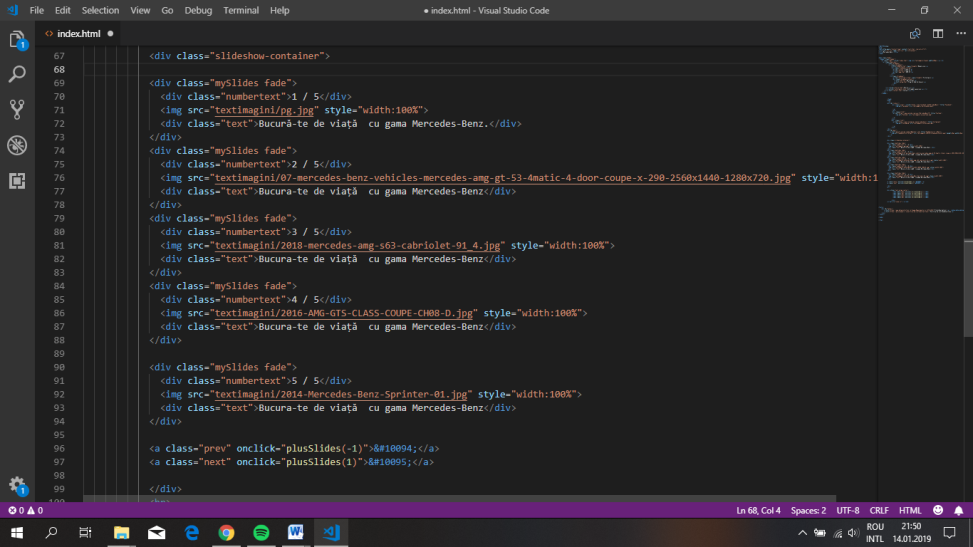 File Edit Selection View Go Debug Terminal Help
● index.html - Visual Studio Code
index.html ●
67 <div class="slideshow-container">
68
69 <div class="mySlides fade">
70 <div class="numbertext">1 / 5</div>
71 <img src="textimagini/pg.jpg" style="width:100%">
72 <div class="text">Bucură-te de viață  cu gama Mercedes-Benz.</div>
73 </div>
74 <div class="mySlides fade">
75 <div class="numbertext">2 / 5</div>
76 <img src="textimagini/07-mercedes-benz-vehicles-mercedes-amg-gt-53-4matic-4-door-coupe-x-290-2560x1440-1280x720.jpg" style="width:1
77 <div class="text">Bucura-te de viață  cu gama Mercedes-Benz</div>
78 </div>
79 <div class="mySlides fade">
80 <div class="numbertext">3 / 5</div>
81 <img src="textimagini/2018-mercedes-amg-s63-cabriolet-91_4.jpg" style="width:100%">
82 <div class="text">Bucura-te de viață  cu gama Mercedes-Benz</div>
83 </div>
84 <div class="mySlides fade">
85 <div class="numbertext">4 / 5</div>
86 <img src="textimagini/2016-AMG-GTS-CLASS-COUPE-CH08-D.jpg" style="width:100%">
87 <div class="text">Bucura-te de viață  cu gama Mercedes-Benz</div>
88 </div>
89
90 <div class="mySlides fade">
91 <div class="numbertext">5 / 5</div>
92 <img src="textimagini/2014-Mercedes-Benz-Sprinter-01.jpg" style="width:100%">
93 <div class="text">Bucura-te de viață  cu gama Mercedes-Benz</div>
94 </div>
95
96 <a class="prev" onclick="plusSlides(-1)">&#10094;</a>
97 <a class="next" onclick="plusSlides(1)">&#10095;</a>
98
99 </div>
1
1
0 0 Ln 68, Col 4 Spaces: 2 UTF-8 CRLF HTML
ROU 21:50
INTL 14.01.2019